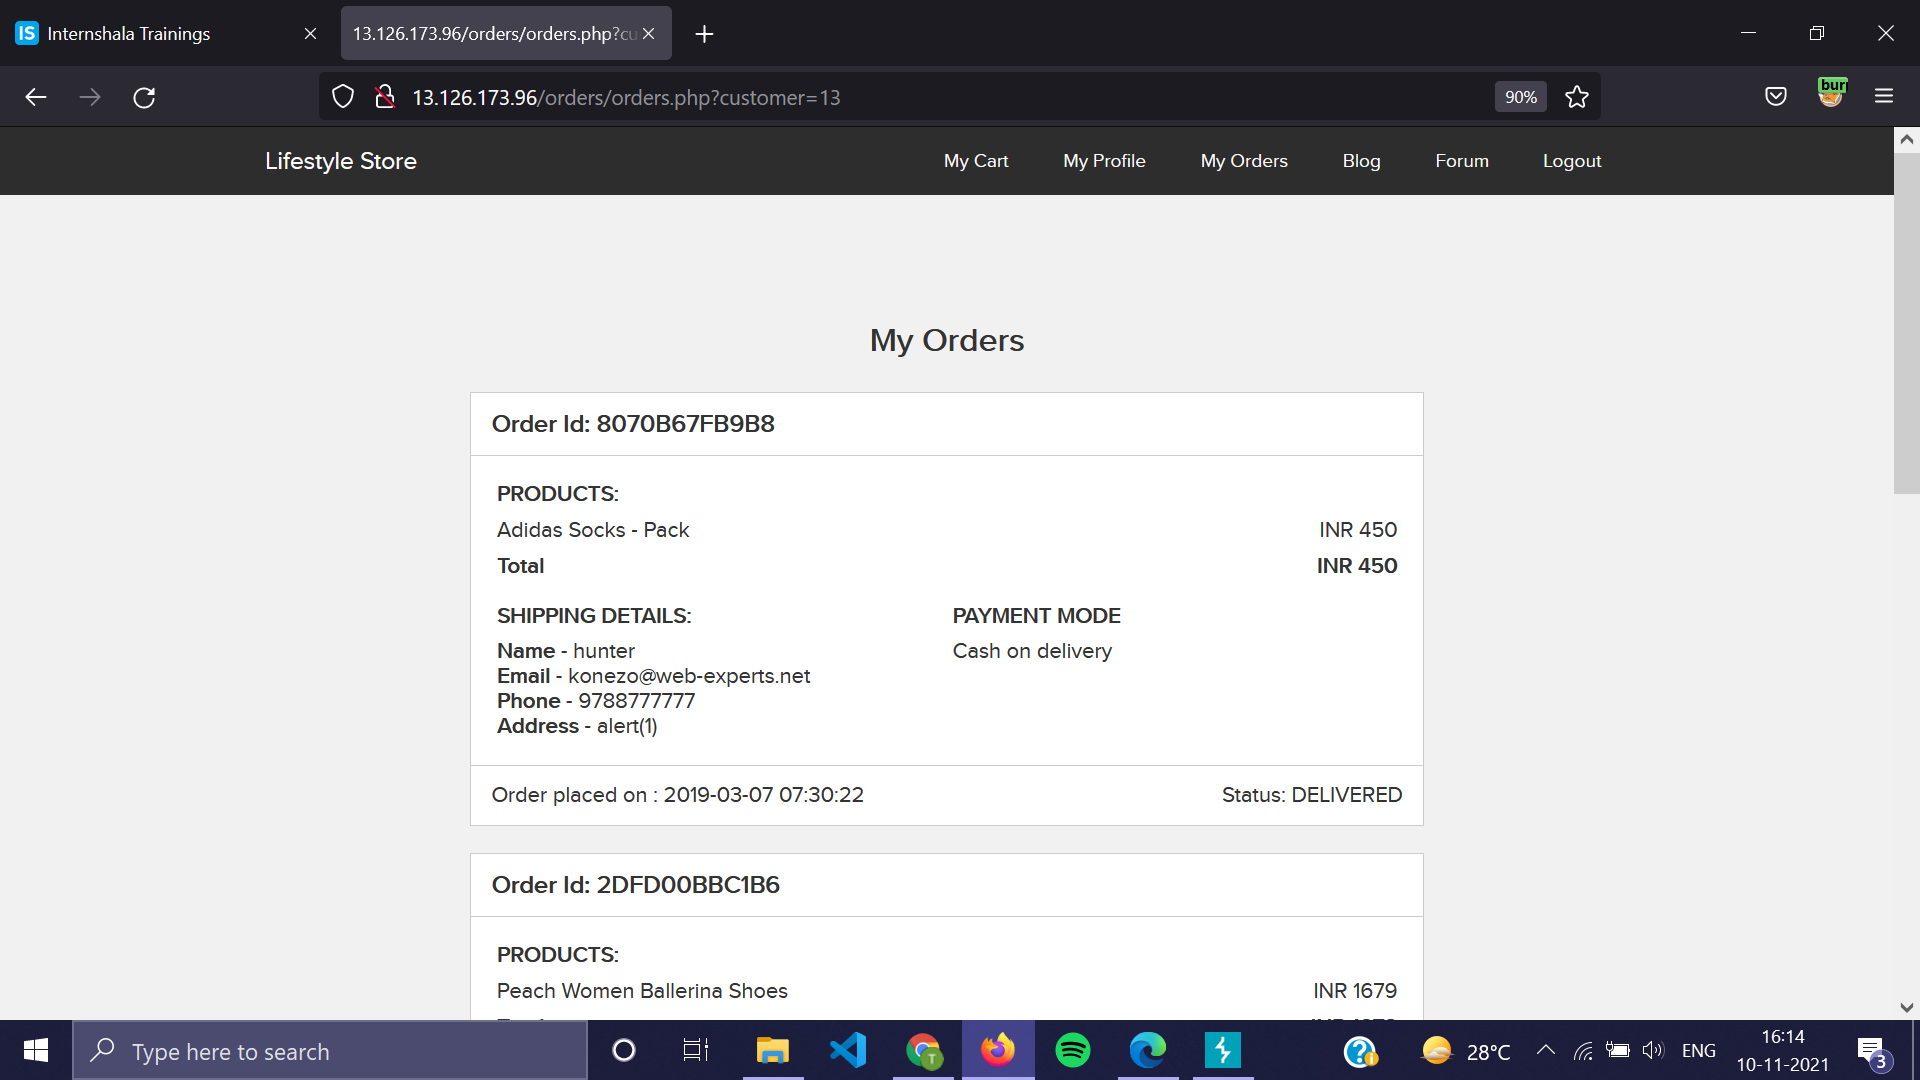 IS Internshala Trainings
13.126.173.96/orders/orders.php?cu
13.126.173.96/orders/orders.php?customer=13
90%
bur
Lifestyle Store
My Cart
My Profile
My Orders
Blog
Forum
Logout
My Orders
Order Id: 8070B67FB9B8
PRODUCTS:
Adidas Socks - Pack INR 450
Total INR 450
SHIPPING DETAILS:
Name - hunter
Email - konezo@web-experts.net
Phone - 9788777777
Address - alert(1)
PAYMENT MODE
Cash on delivery
Order placed on : 2019-03-07 07:30:22 Status: DELIVERED
Order Id: 2DFD00BBC1B6
PRODUCTS:
Peach Women Ballerina Shoes INR 1679
Type here to search
T
28°C
ENG
16:14
10-11-2021
3